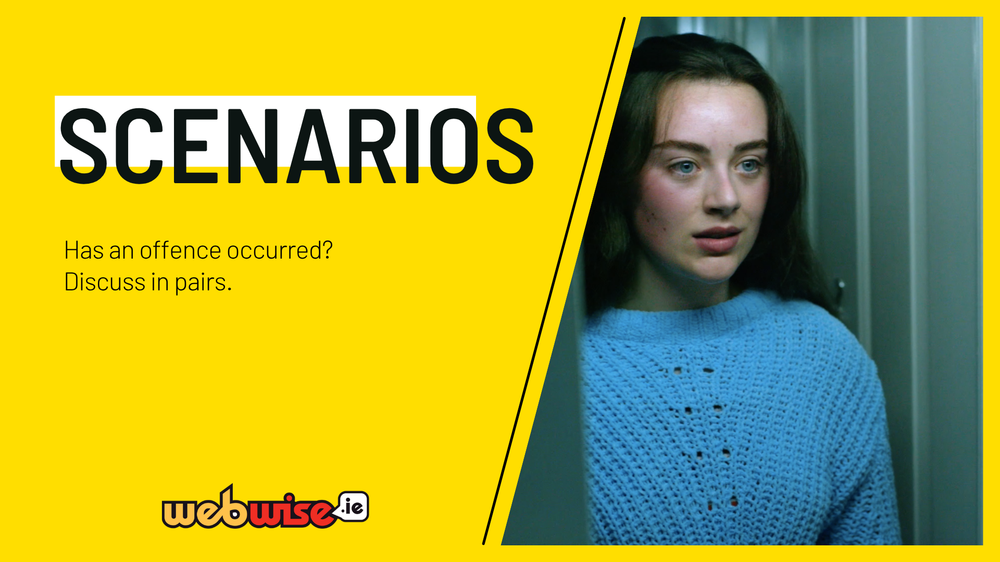 SCENARIOS
Has an offence occurred?
Discuss in pairs.
webwise.ie